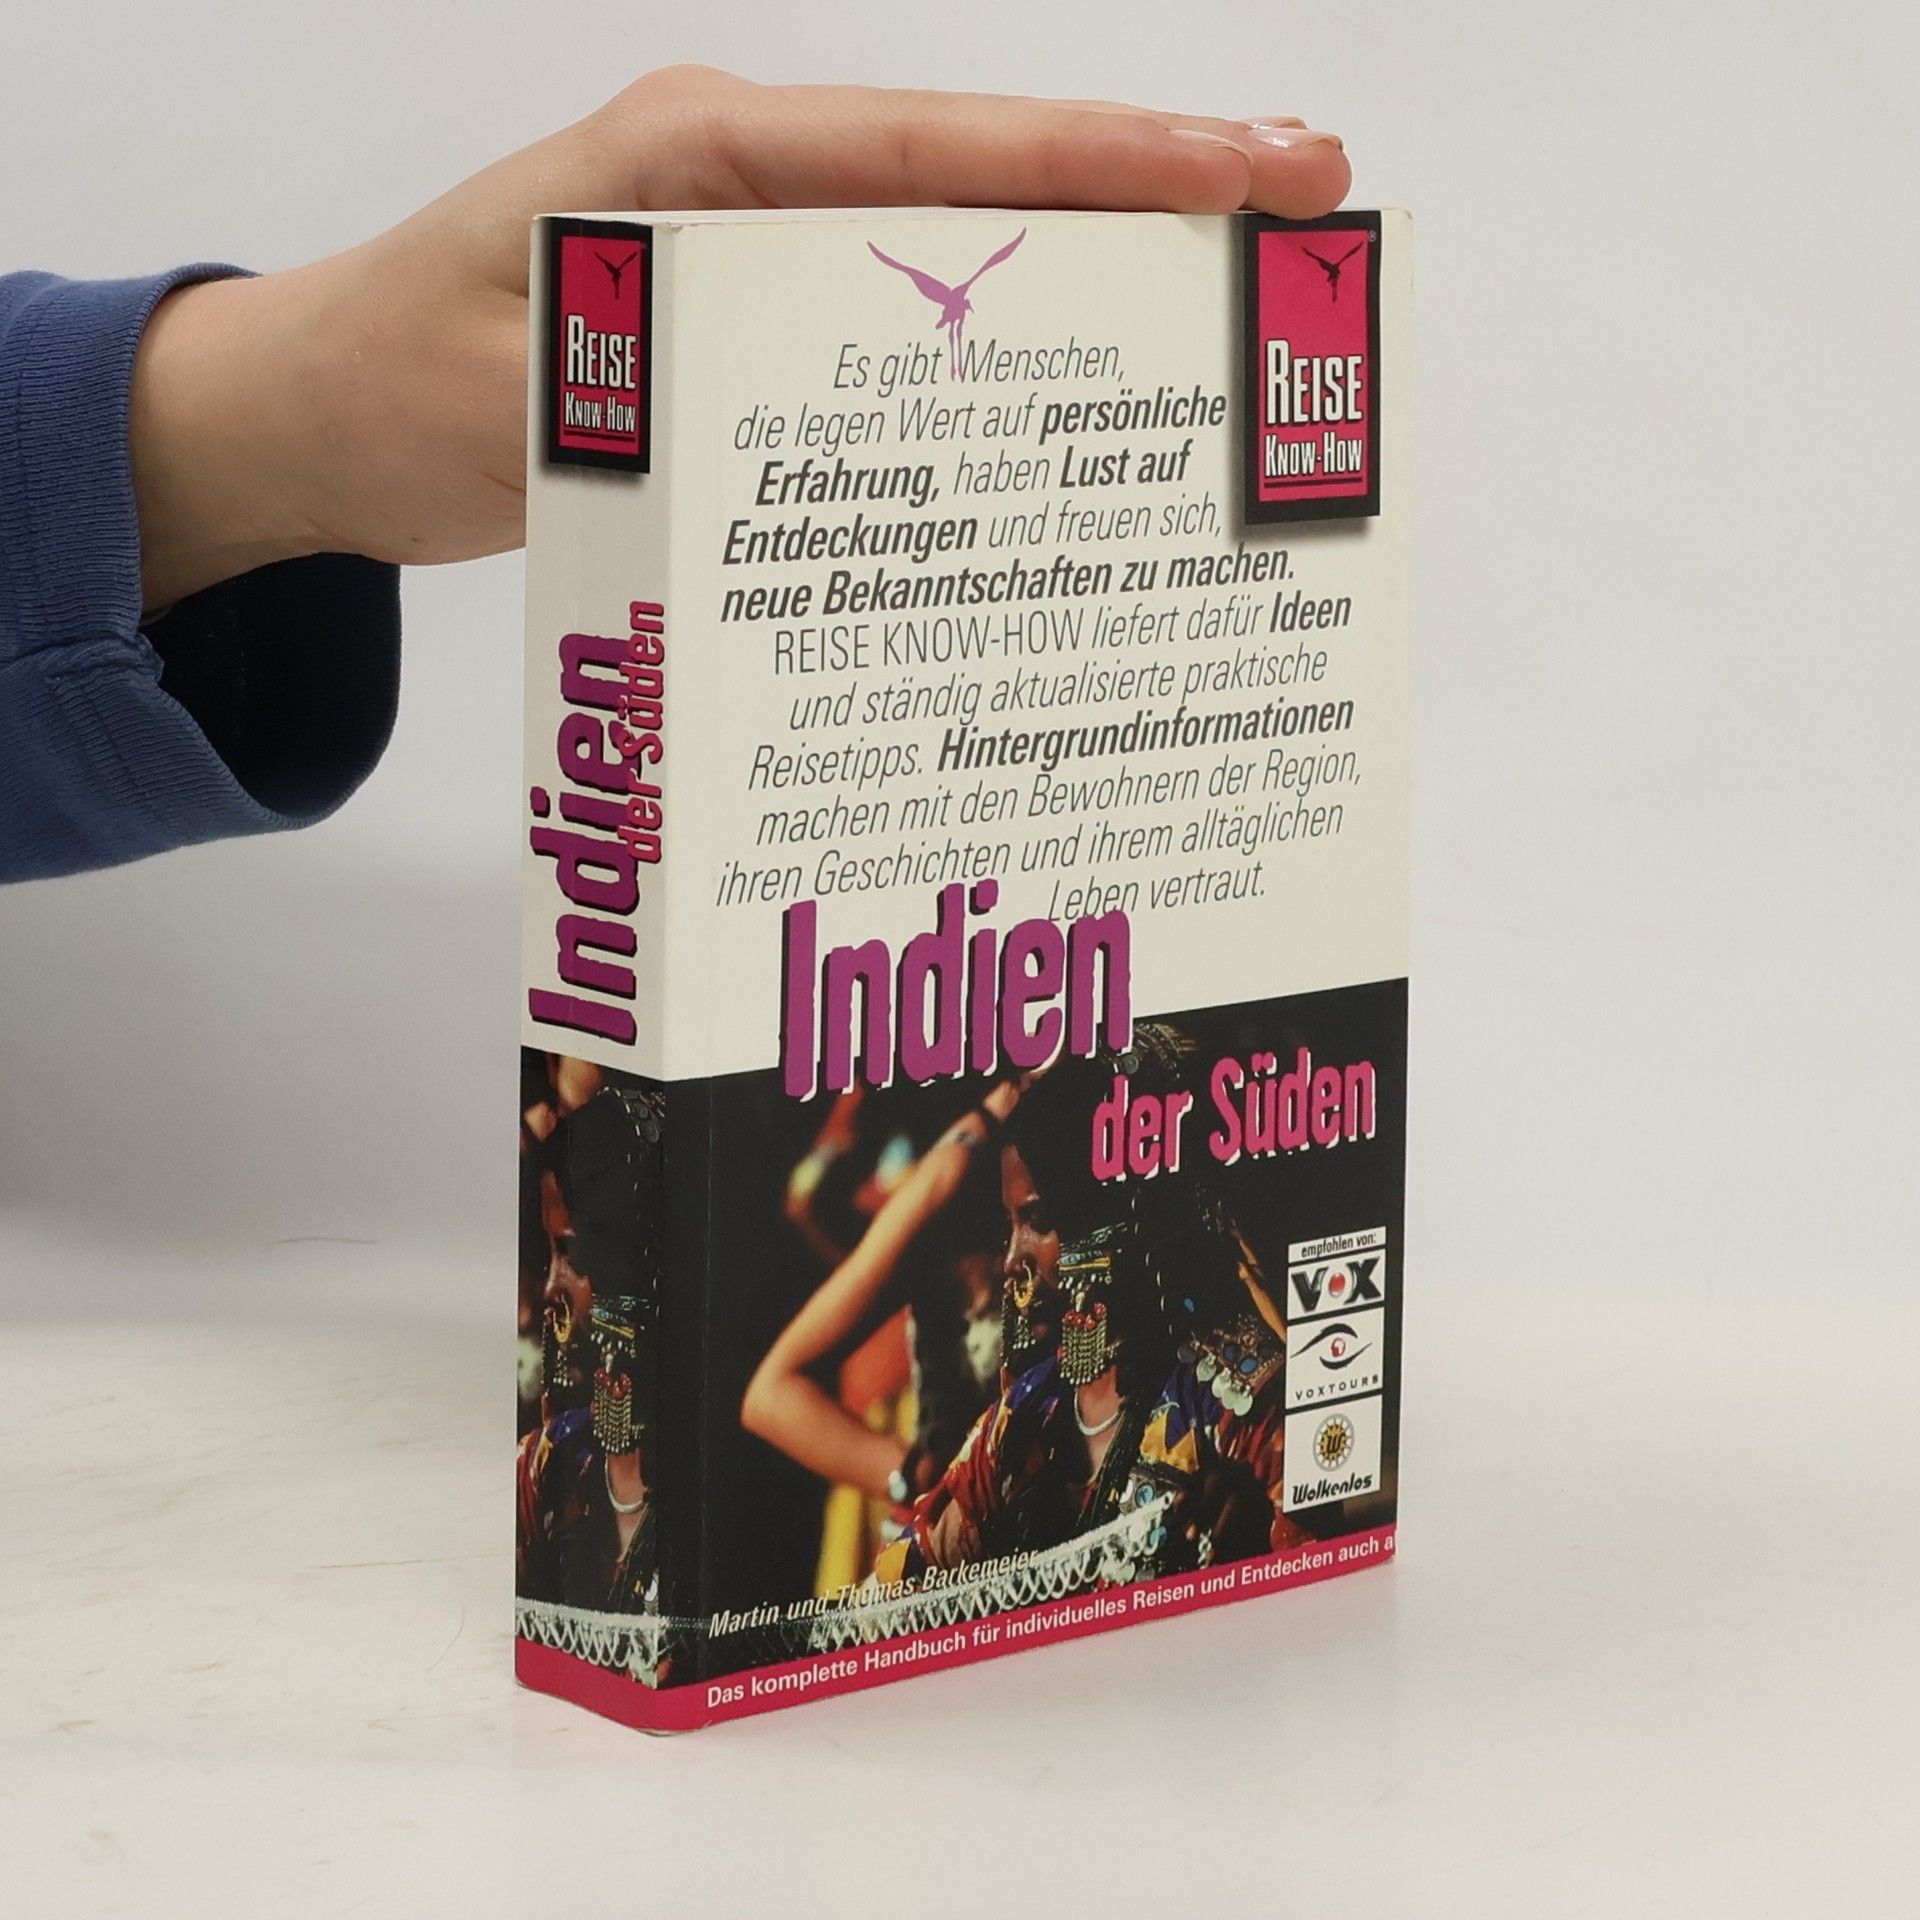 REISE
KNOW-HOW
Indien
der Süden
Es gibt Menschen,
die legen Wert auf persönliche
Erfahrung, haben Lust auf
Entdeckungen und freuen sich,
neue Bekanntschaften zu machen.
REISE KNOW-HOW liefert dafür Ideen
und ständig aktualisierte praktische
Reisetipps. Hintergrundinformationen
machen mit den Bewohnern der Region,
ihren Geschichten und ihrem alltäglichen
Leben vertraut.
REISE
KNOW-HOW
®
Indien
der Süden
empfohlen von:
VOX
VOXTOURS
W
Wolkenlos
Martin und Thomas Barkemeier
Das komplette Handbuch für individuelles Reisen und Entdecken auch